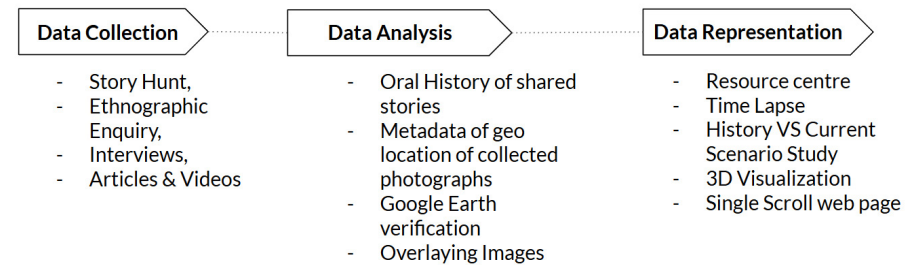 Data Collection
- Story Hunt,
- Ethnographic
Enquiry,
- Interviews,
- Articles & Videos
Data Analysis
- Oral History of shared
stories
- Metadata of geo
location of collected
photographs
- Google Earth
verification
- Overlaying Images
Data Representation
- Resource centre
- Time Lapse
- History VS Current
Scenario Study
- 3D Visualization
- Single Scroll web page